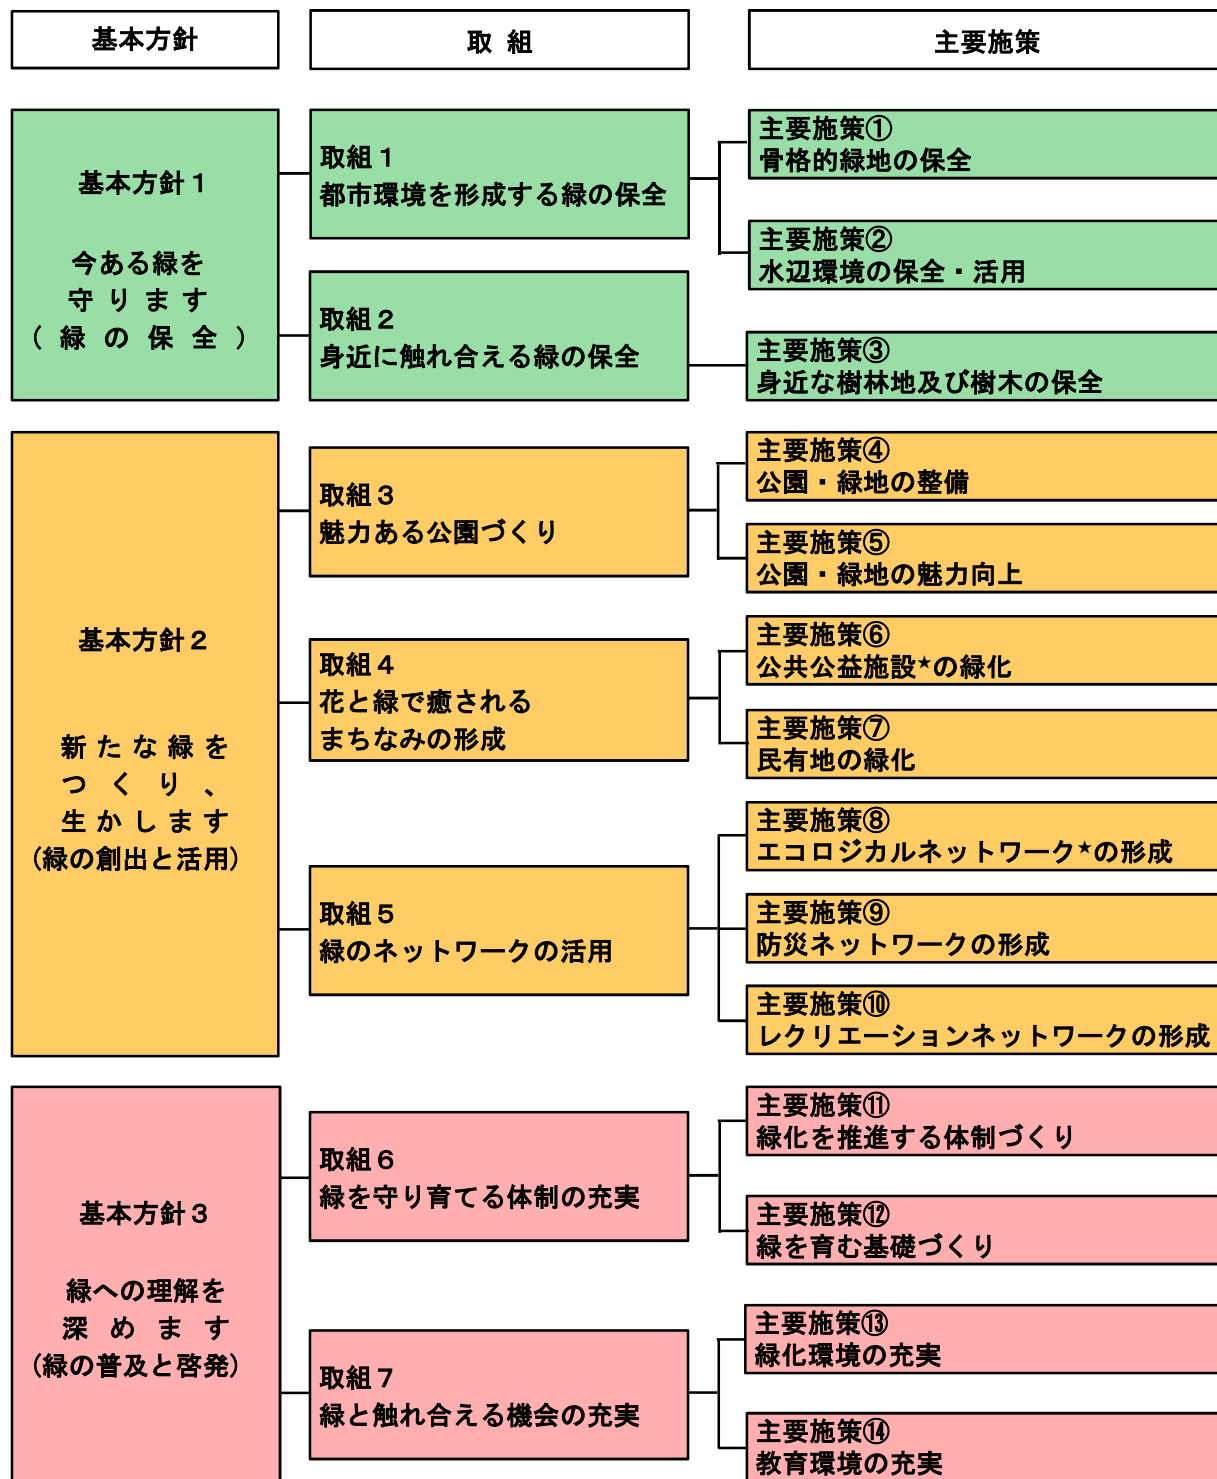 基本方針
取 組
主要施策
基本方針１
今ある緑を
守ります
(緑の保全)
取組１
都市環境を形成する緑の保全
主要施策①
骨格的緑地の保全
主要施策②
水辺環境の保全・活用
取組２
身近に触れ合える緑の保全
主要施策③
身近な樹林地及び樹木の保全
基本方針２
新たな緑を
つくり、
生かします
(緑の創出と活用)
取組３
魅力ある公園づくり
主要施策④
公園・緑地の整備
主要施策⑤
公園・緑地の魅力向上
取組４
花と緑で癒される
まちなみの形成
主要施策⑥
公共公益施設★の緑化
主要施策⑦
民有地の緑化
取組５
緑のネットワークの活用
主要施策⑧
エコロジカルネットワーク★の形成
主要施策⑨
防災ネットワークの形成
主要施策⑩
レクリエーションネットワークの形成
基本方針３
緑への理解を
深めます
(緑の普及と啓発)
取組６
緑を守り育てる体制の充実
主要施策⑪
緑化を推進する体制づくり
主要施策⑫
緑を育む基礎づくり
取組７
緑と触れ合える機会の充実
主要施策⑬
緑化環境の充実
主要施策⑭
教育環境の充実